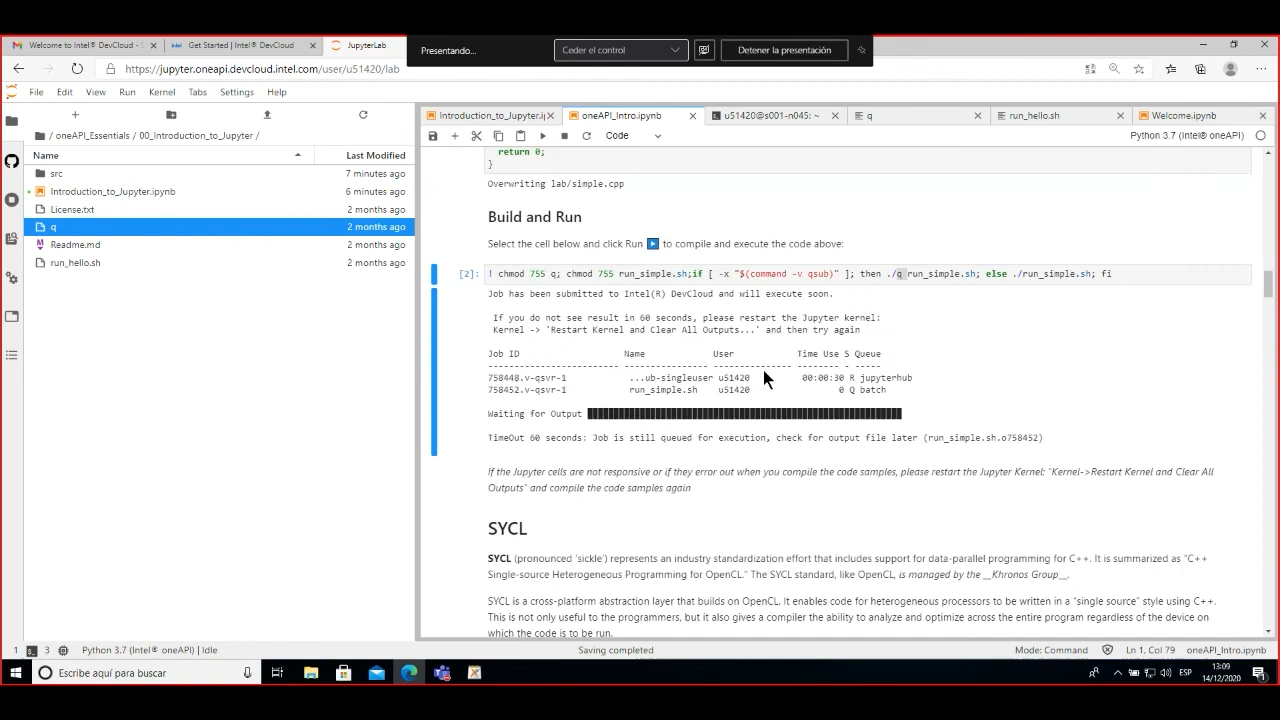 Presentando...
Ceder el control
Detener la presentación
Get Started | Intel® DevCloud
JupyterLab
https://jupyter.oneapi.devcloud.intel.com/user/u51420/lab
File Edit View Run Kernel Tabs Settings Help
/ oneAPI_Essentials / 00_Introduction_to_Jupyter /
Name Last Modified
src 7 minutes ago
Introduction_to_Jupyter.ipynb 6 minutes ago
License.txt 2 months ago
q 2 months ago
Readme.md 2 months ago
run_hello.sh 2 months ago
oneAPI_Intro.ipynb
u51420@s001-n045: ~
q
run_hello.sh
Welcome.ipynb
Code
Python 3.7 (Intel® oneAPI)
return 0;
}
Overwriting lab/simple.cpp
Build and Run
Select the cell below and click Run to compile and execute the code above:
[2]: ! chmod 755 q; chmod 755 run_simple.sh;if [ -x "$(command -v qsub)" ]; then ./q run_simple.sh; else ./run_simple.sh; fi
Job has been submitted to Intel(R) DevCloud and will execute soon.
If you do not see result in 60 seconds, please restart the Jupyter kernel:
Kernel -> 'Restart Kernel and Clear All Outputs...' and then try again
Job ID Name User Time Use S Queue
------------------------- ---------------- --------------- -------- - -----
758448.v-qsvr-1 ...ub-singleuser u51420 00:00:30 R jupyterhub
758452.v-qsvr-1 run_simple.sh u51420 0 Q batch
Waiting for Output
TimeOut 60 seconds: Job is still queued for execution, check for output file later (run_simple.sh.o758452)
If the Jupyter cells are not responsive or if they error out when you compile the code samples, please restart the Jupyter Kernel: "Kernel->Restart Kernel and Clear All
Outputs" and compile the code samples again
SYCL
SYCL (pronounced 'sickle') represents an industry standardization effort that includes support for data-parallel programming for C++. It is summarized as "C++
Single-source Heterogeneous Programming for OpenCL." The SYCL standard, like OpenCL, is managed by the __Khronos Group__.
SYCL is a cross-platform abstraction layer that builds on OpenCL. It enables code for heterogeneous processors to be written in a "single source" style using C++.
This is not only useful to the programmers, but it also gives a compiler the ability to analyze and optimize across the entire program regardless of the device on
which the code is to be run.
1 3 Python 3.7 (Intel® oneAPI) | Idle
Saving completed
Mode: Command
Ln 1, Col 79 oneAPI_Intro.ipynb
Escribe aquí para buscar
ESP
13:09
14/12/2020